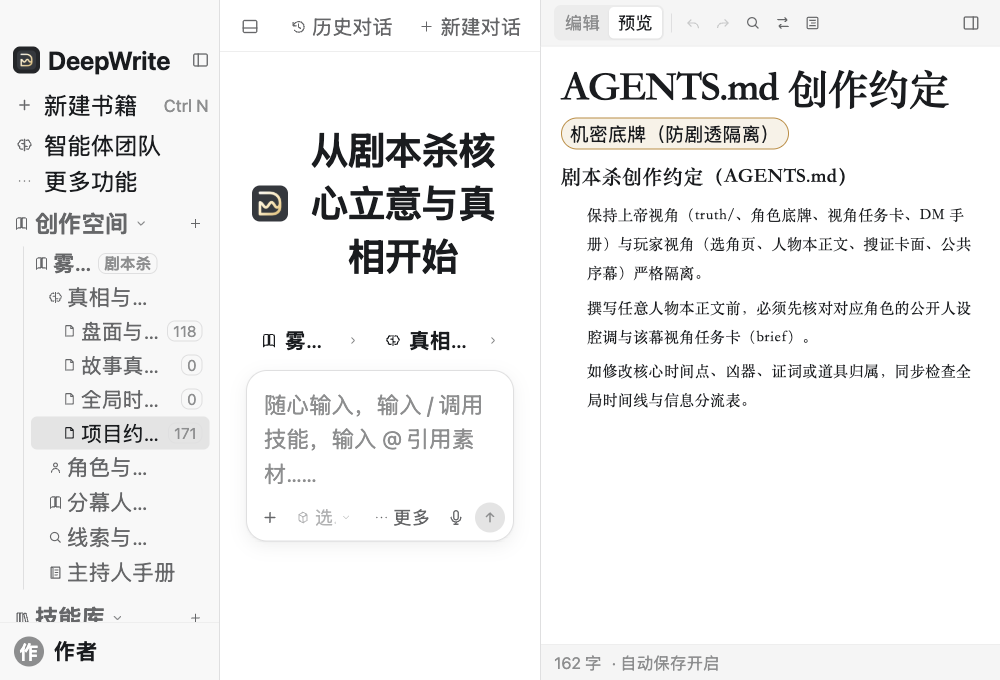 DeepWrite
新建书籍 Ctrl N
智能体团队
更多功能
创作空间
雾... 剧本杀
真相与...
盘面与... 118
故事真... 0
全局时... 0
项目约... 171
角色与...
分幕人...
线索与...
主持人手册
技能库
作 作者
历史对话 新建对话
从剧本杀核
心立意与真
相开始
雾... 真相...
随心输入，输入 / 调用
技能，输入 @ 引用素
材......
选 更多
编辑 预览
AGENTS.md 创作约定
机密底牌（防剧透隔离）
剧本杀创作约定（AGENTS.md）
保持上帝视角（truth/、角色底牌、视角任务卡、DM 手
册）与玩家视角（选角页、人物本正文、搜证卡面、公共
序幕）严格隔离。
撰写任意人物本正文前，必须先核对对应角色的公开人设
腔调与该幕视角任务卡（brief）。
如修改核心时间点、凶器、证词或道具归属，同步检查全
局时间线与信息分流表。
162 字 · 自动保存开启